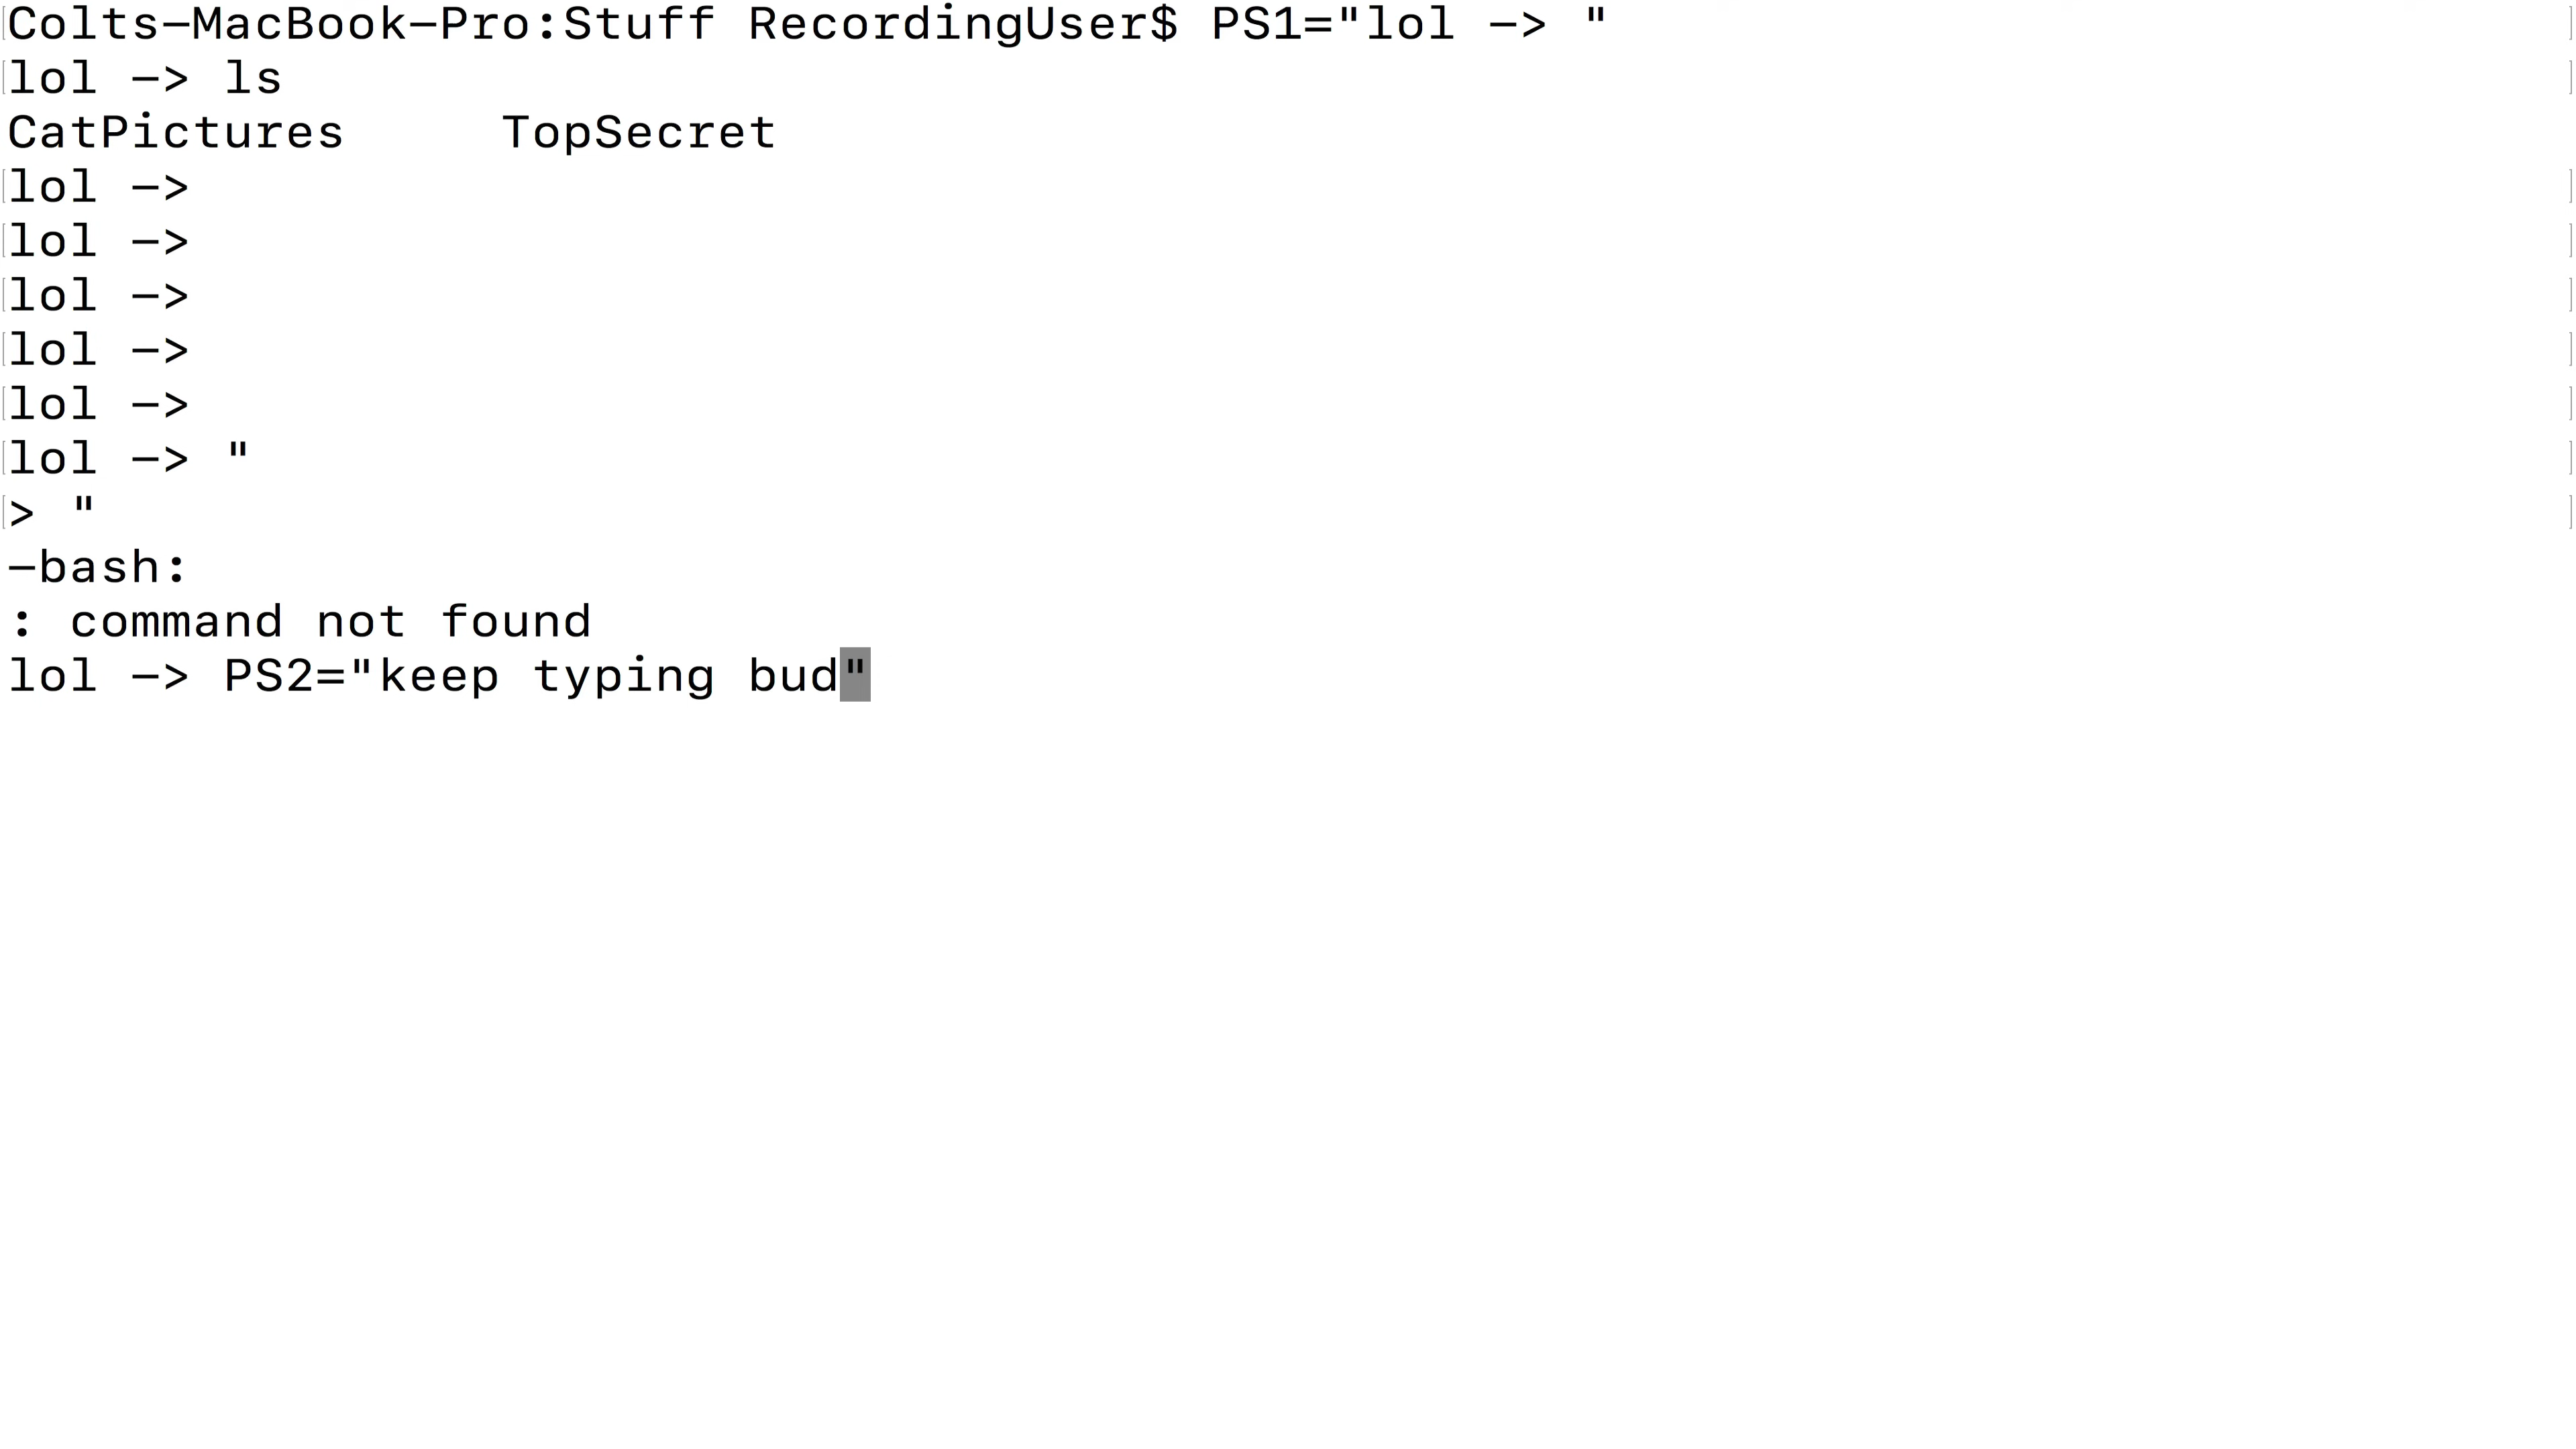 Colts-MacBook-Pro:Stuff RecordingUser$ PS1="lol -> "
lol -> ls
CatPictures     TopSecret
lol ->
lol ->
lol ->
lol ->
lol ->
lol -> "
> "
-bash:
: command not found
lol -> PS2="keep typing bud"